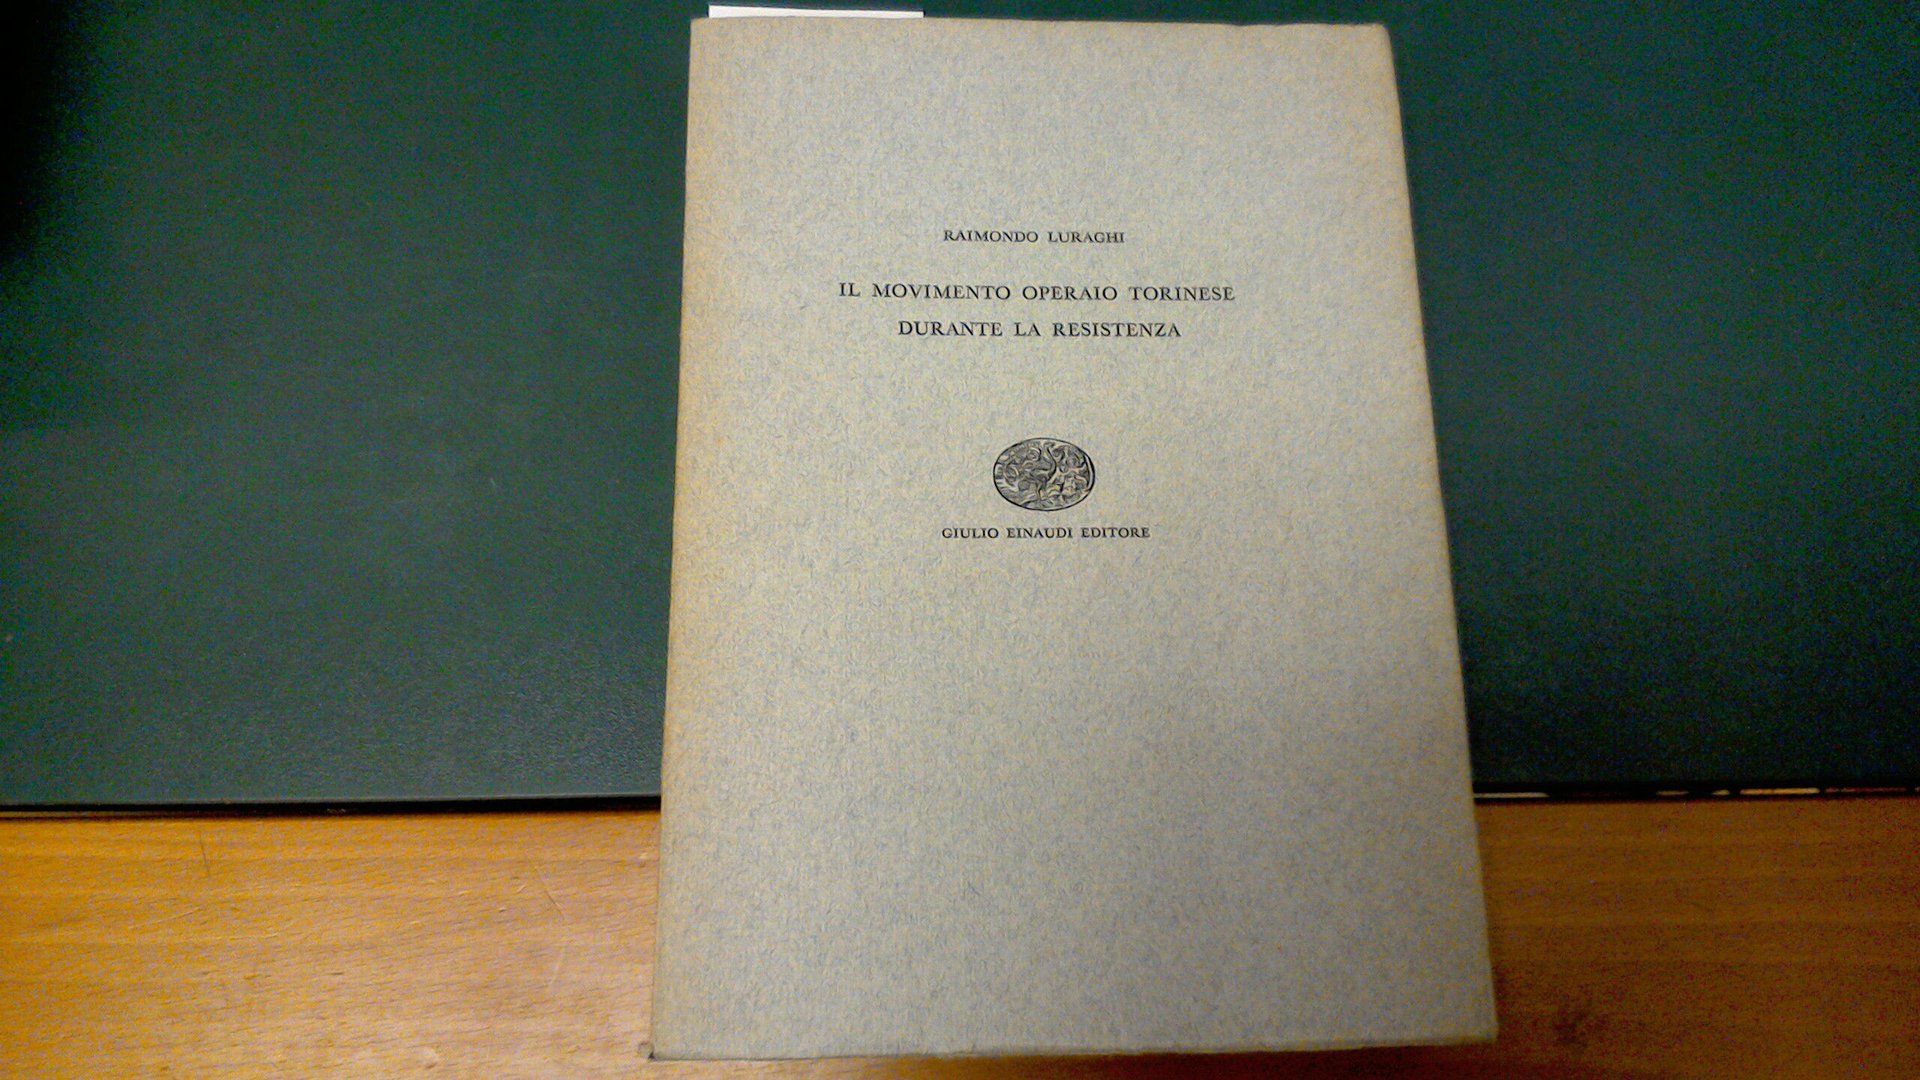 RAIMONDO LURAGHI
IL MOVIMENTO OPERAIO TORINESE
DURANTE LA RESISTENZA
GIULIO EINAUDI EDITORE